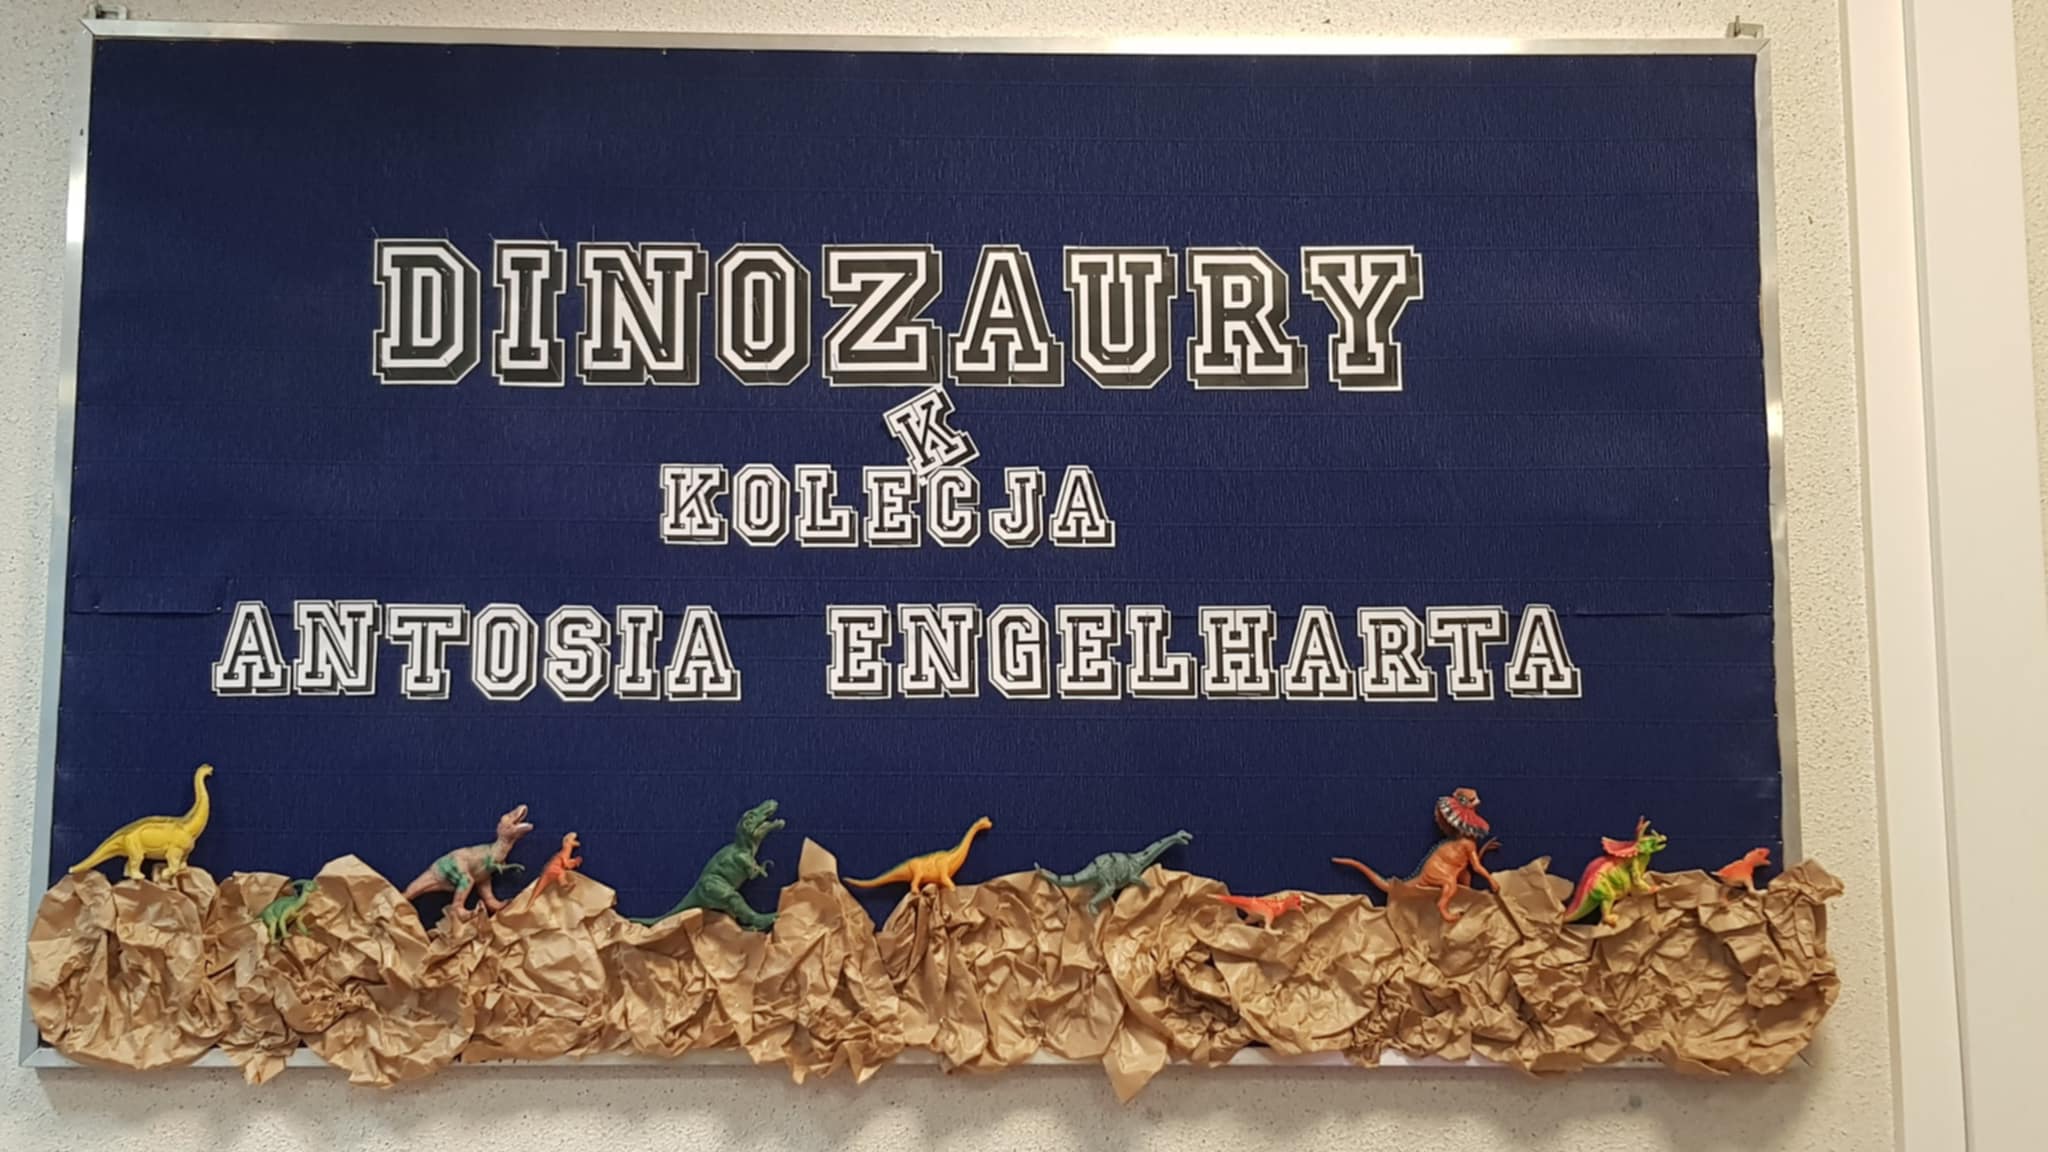 DINOZAURY
K
KOLECJA
ANTOSIA ENGELHARTA